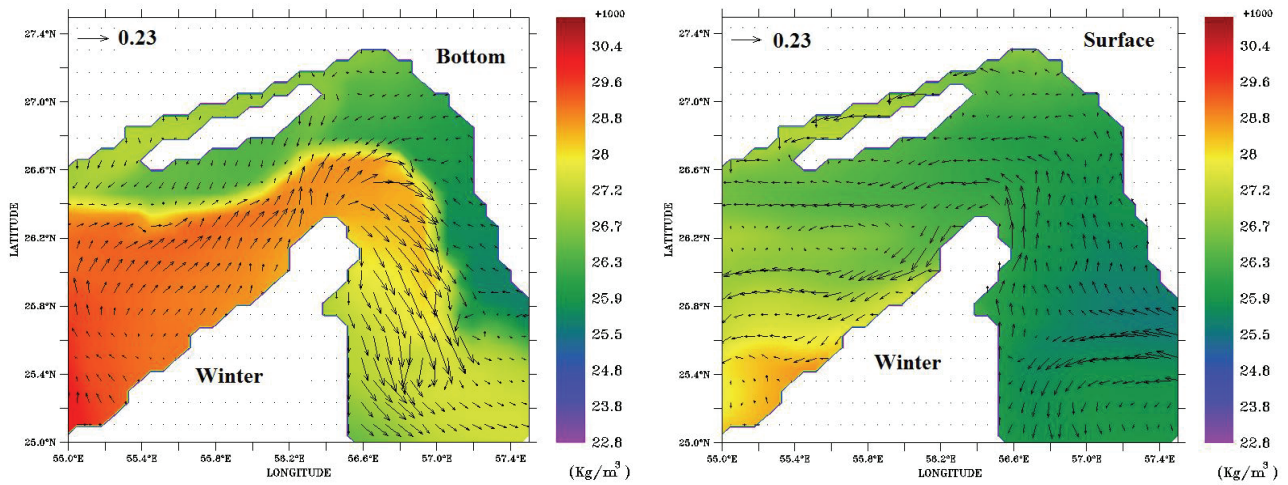 +1000
27.4°N
0.23
Bottom
30.4
29.6
27.0°N
28.8
28
26.6°N
27.2
LATITUDE
26.7
26.2°N
26.3
25.8°N
25.9
25.5
25.4°N
Winter
24.7
23.8
25.0°N
22.8
55.0°E 55.4°E 55.8°E 56.2°E 56.6°E 57.0°E 57.4°E
LONGITUDE
(Kg/m³)
+1000
27.4°N
0.23
Surface
30.4
29.6
27.0°N
28.8
28
26.6°N
27.2
LATITUDE
26.7
26.2°N
26.3
25.8°N
25.9
25.5
25.4°N
Winter
24.7
23.8
25.0°N
22.8
55.0°E 55.4°E 55.8°E 56.2°E 56.6°E 57.0°E 57.4°E
LONGITUDE
(Kg/m³)